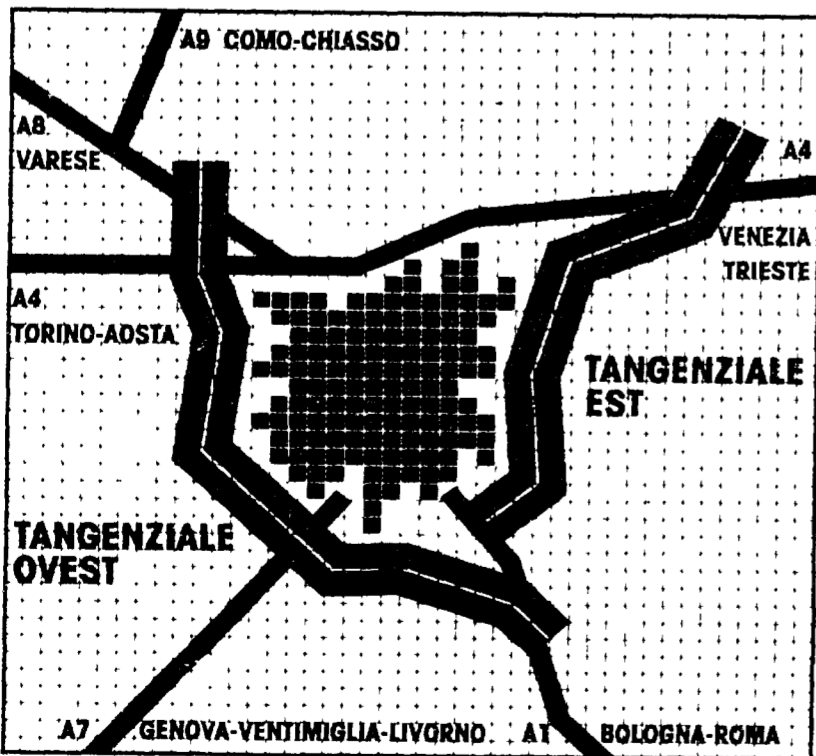 A9 COMO-CHIASSO
A8
VARESE
A4
VENEZIA
TRIESTE
A4
TORINO-AOSTA
TANGENZIALE
EST
TANGENZIALE
OVEST
A7 GENOVA-VENTIMIGLIA-LIVORNO A1 BOLOGNA-ROMA